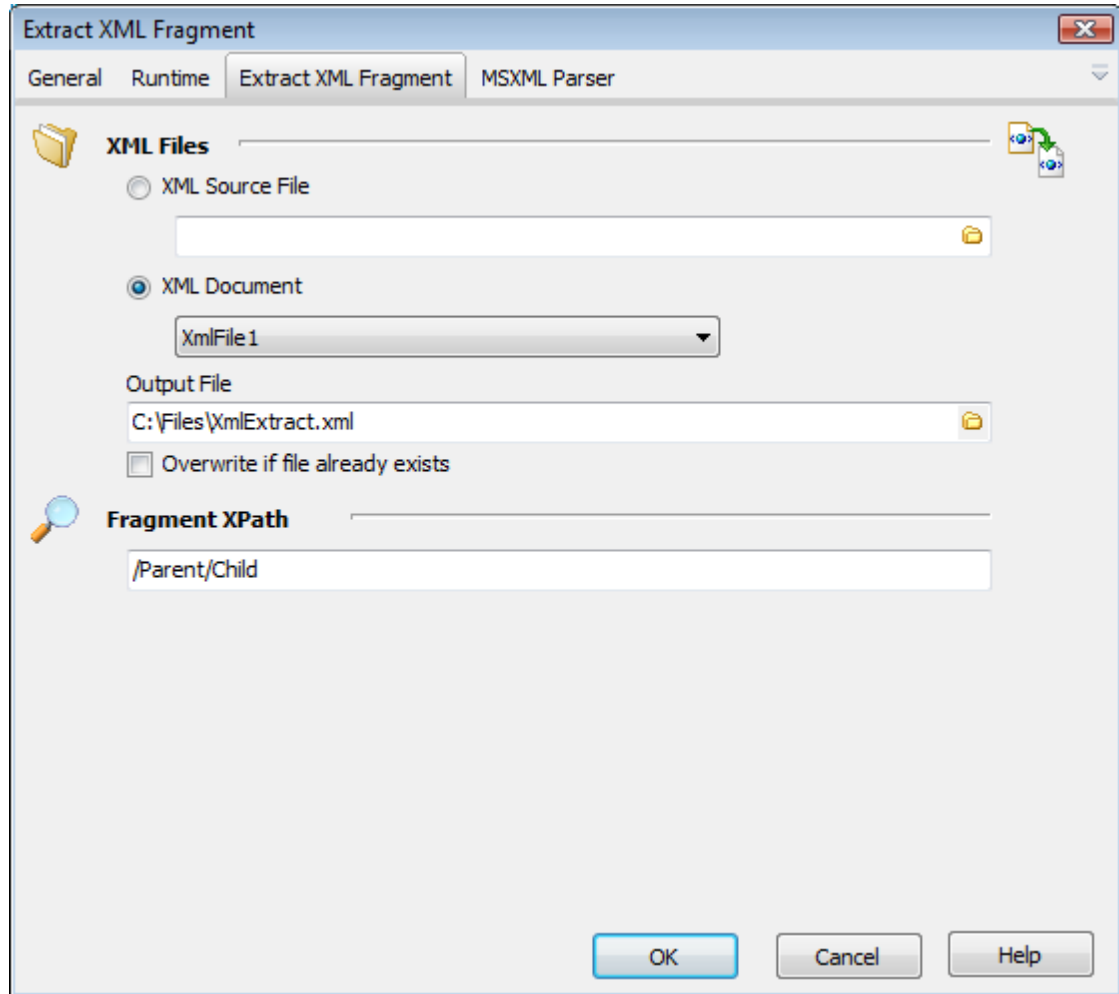 Extract XML Fragment
General Runtime Extract XML Fragment MSXML Parser
XML Files
XML Source File
XML Document
XmlFile1
Output File
C:\Files\XmlExtract.xml
Overwrite if file already exists
Fragment XPath
/Parent/Child
OK Cancel Help